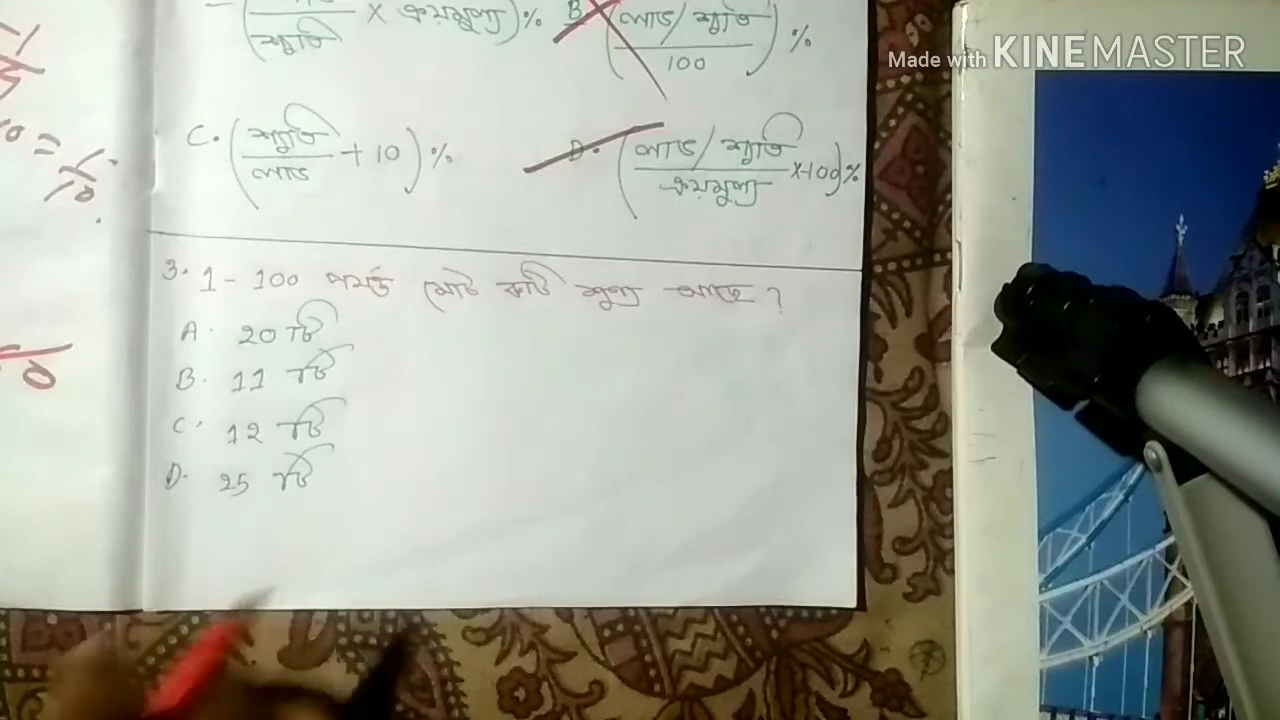 Made with KINEMASTER
× ক্রয়মূল্য)% B (লাভ/ক্ষতি
ক্ষতি 100 ) %
C. (ক্ষতি
লাভ + 10) % D. (লাভ/ক্ষতি
ক্রয়মূল্য × 100)%
3. 1 - 100 পর্যন্ত মোট কটি শূণ্য আছে ?
A. 20 টি
B. 11 টি
C. 12 টি
D. 25 টি